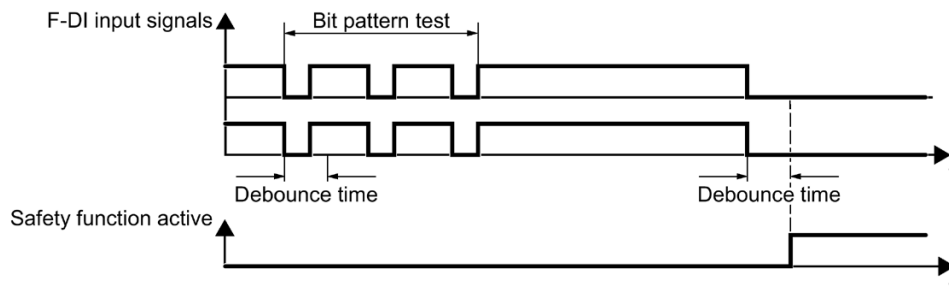 F-DI input signals
Bit pattern test
Debounce time
Debounce time
Safety function active